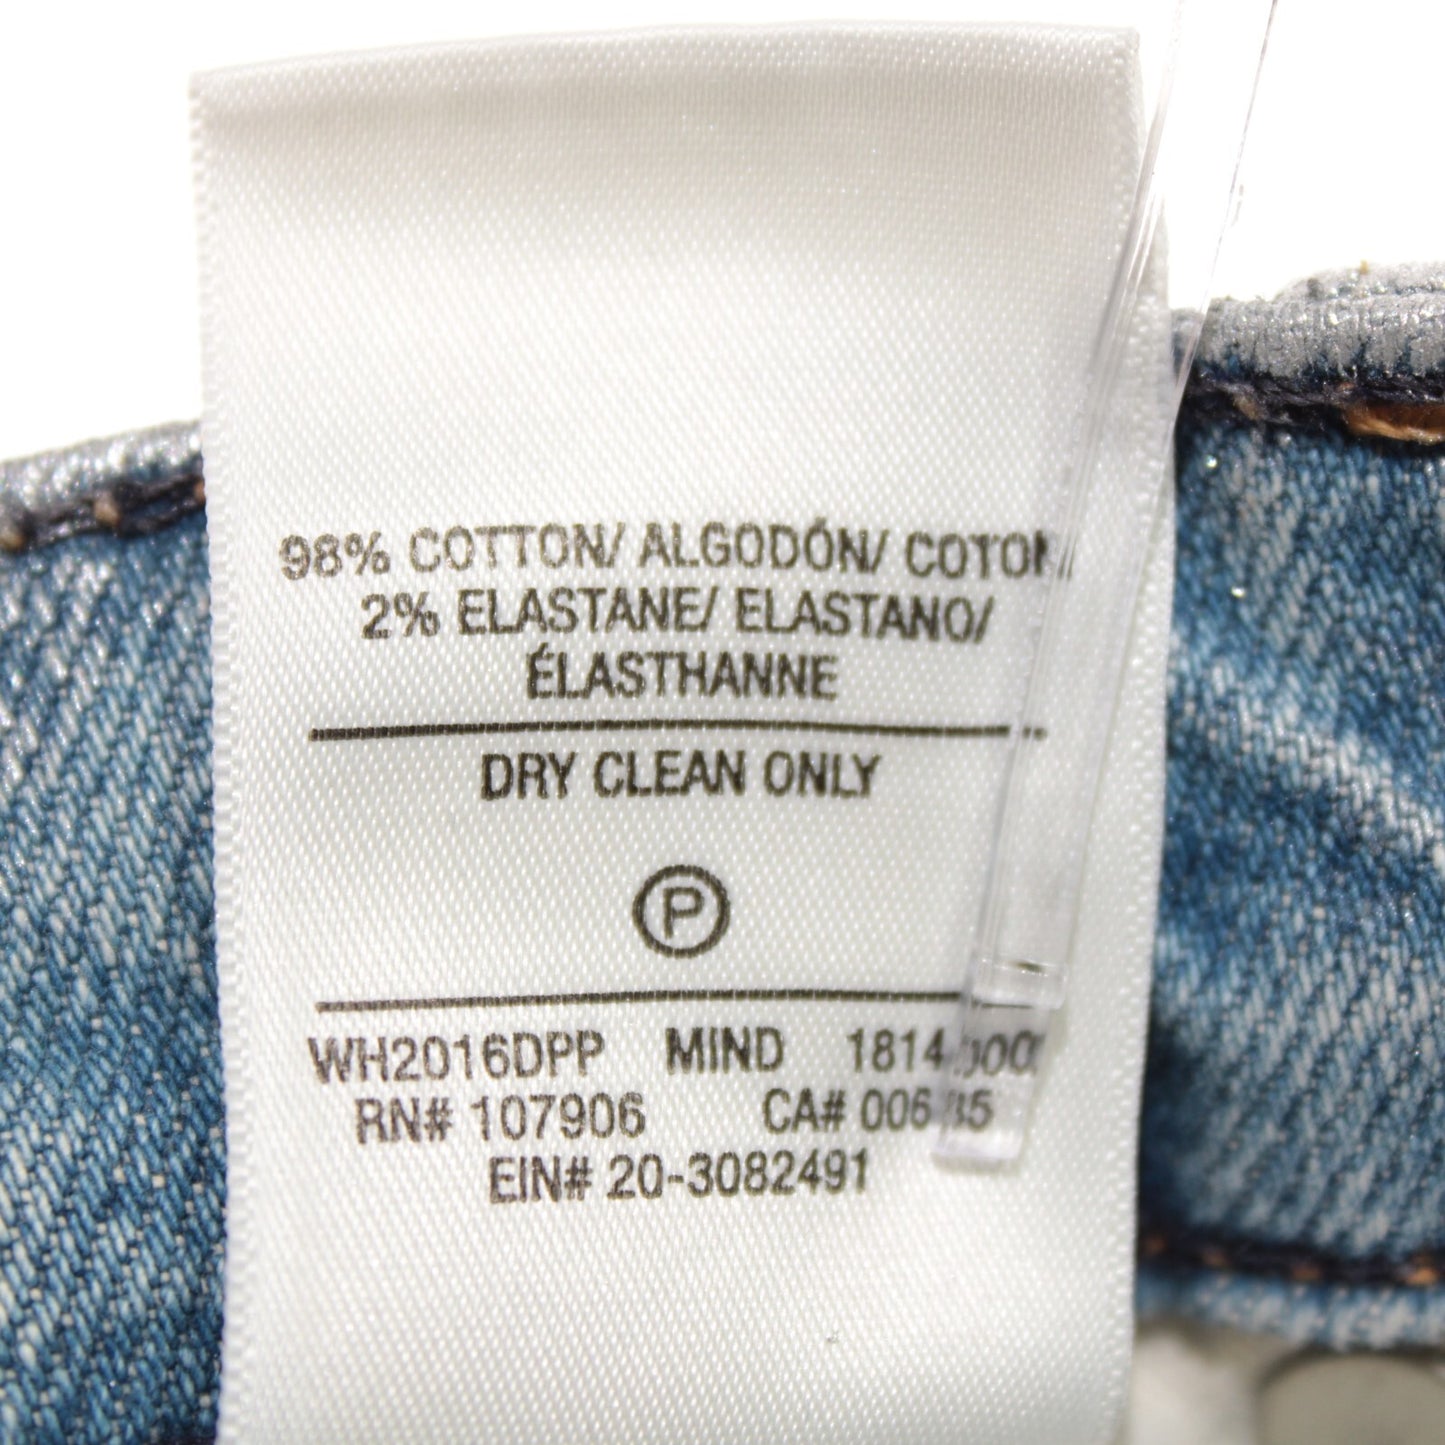 98% COTTON/ ALGODÓN/ COTON
2% ELASTANE/ ELASTANO/
ÉLASTHANNE
DRY CLEAN ONLY
P
WH2016DPP MIND
RN# 107906 CA#
EIN# 20-3082491